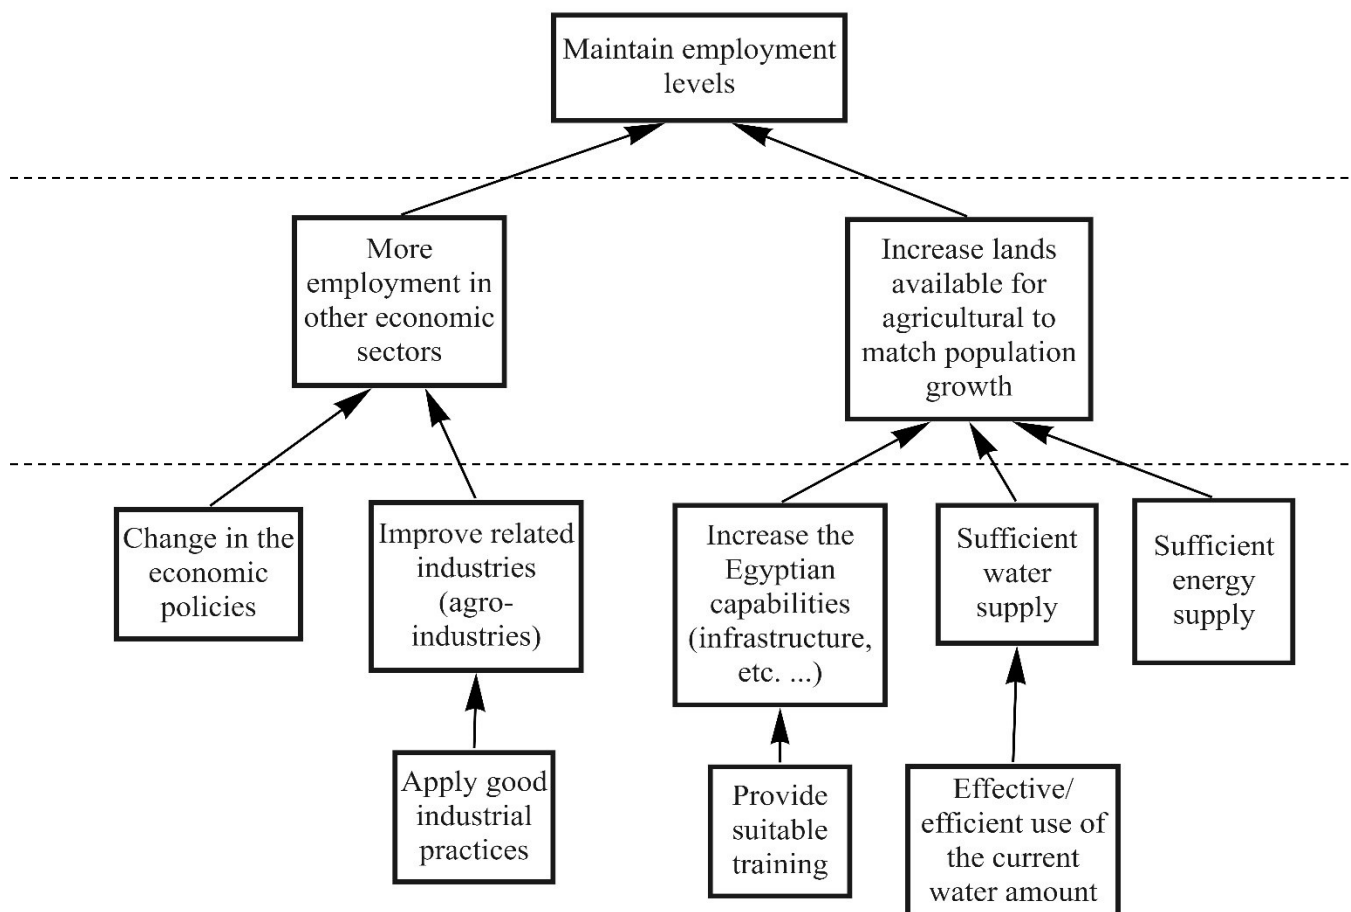 Maintain employment
levels
More
employment in
other economic
sectors
Increase lands
available for
agricultural to
match population
growth
Change in the
economic
policies
Improve related
industries
(agro-
industries)
Increase the
Egyptian
capabilities
(infrastructure,
etc. ...)
Sufficient
water
supply
Sufficient
energy
supply
Apply good
industrial
practices
Provide
suitable
training
Effective/
efficient use of
the current
water amount